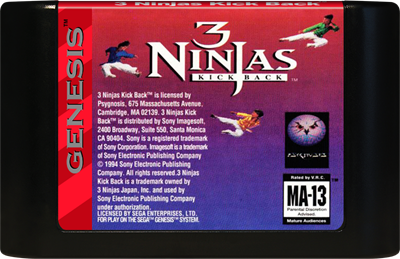 3 Ninjas Kick Back
GENESIS™
3
NINJAS
KICK BACK ™
3 Ninjas Kick Back™ is licensed by
Psygnosis, 675 Massachusetts Avenue,
Cambridge, MA 02139. 3 Ninjas Kick
Back™ is distributed by Sony Imagesoft,
2400 Broadway, Suite 550, Santa Monica
CA 90404. Sony is a registered trademark
of Sony Corporation. Imagesoft is a trademark
of Sony Electronic Publishing Company
© 1994 Sony Electronic Publishing
Company. All rights reserved. 3 Ninjas
Kick Back is a trademark owned by
3 Ninjas Japan, Inc. and used by
Sony Electronic Publishing Company
under authorization.
LICENSED BY SEGA ENTERPRISES, LTD.
FOR PLAY ON THE SEGA™ GENESIS™ SYSTEM.
PSYGNOSIS
Rated by V.R.C.
MA-13
Parental Discretion
Advised.
Mature Audiences